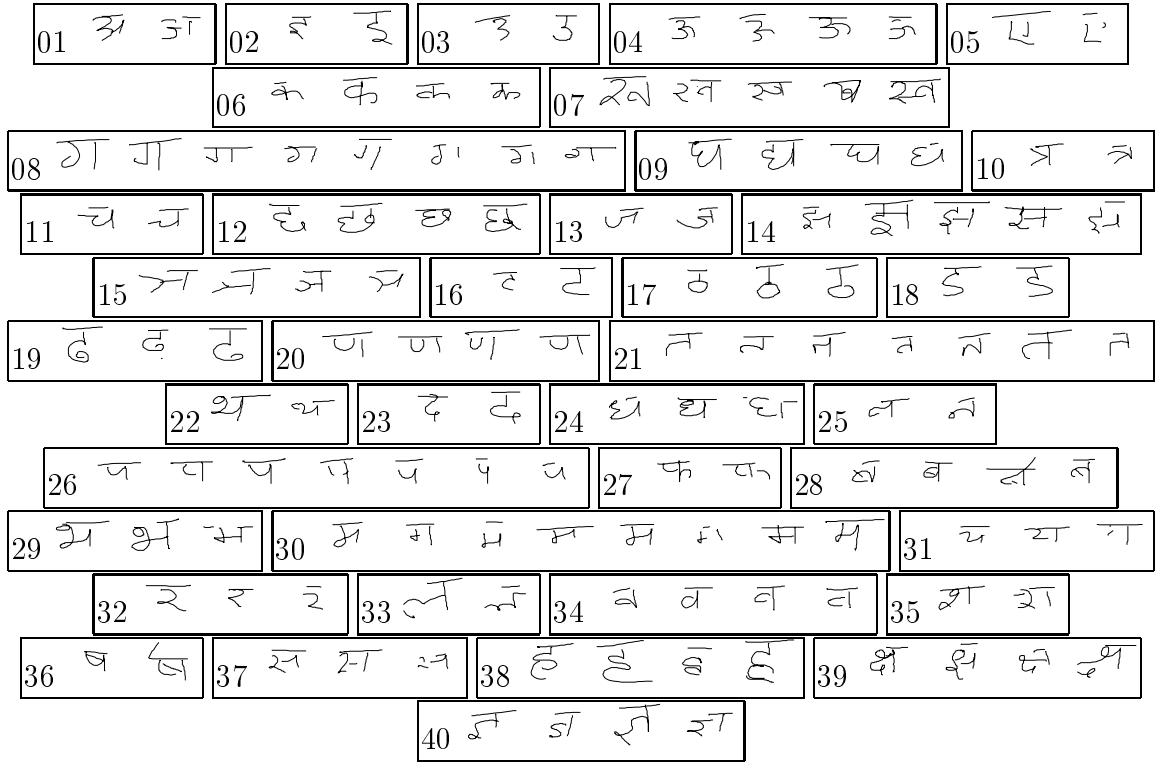 01 अ अ 02 इ इ 03 उ उ 04 ऊ ऊ ऊ ऊ 05 ए ए
06 क क क क 07 ख ख ख ख ख
08 ग ग ग ग ग ग ग ग 09 घ घ घ घ 10 त्र त्र
11 च च 12 छ छ छ छ 13 ज ज 14 झ झ झ झ झ
15 ञ ञ ञ ञ 16 ट ट 17 ठ ठ ठ 18 ड ड
19 ढ ढ ढ 20 ण ण ण ण 21 त त त त त त त
22 थ थ 23 द द 24 ध ध ध 25 न न
26 प प प प प प प 27 फ फ 28 ब ब ब ब
29 भ भ भ 30 म म म म म म म म 31 य य य
32 र र र 33 ल ल 34 व व व व 35 श श
36 ष ष 37 स स स 38 ह ह ह ह 39 क्ष क्ष क्ष क्ष
40 ज्ञ ज्ञ ज्ञ ज्ञ